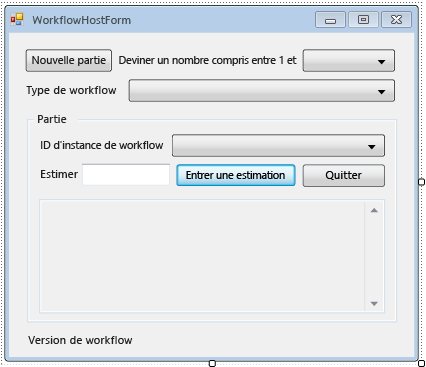 WorkflowHostForm
Nouvelle partie Deviner un nombre compris entre 1 et
Type de workflow
Partie
ID d'instance de workflow
Estimer Entrer une estimation Quitter
Version de workflow